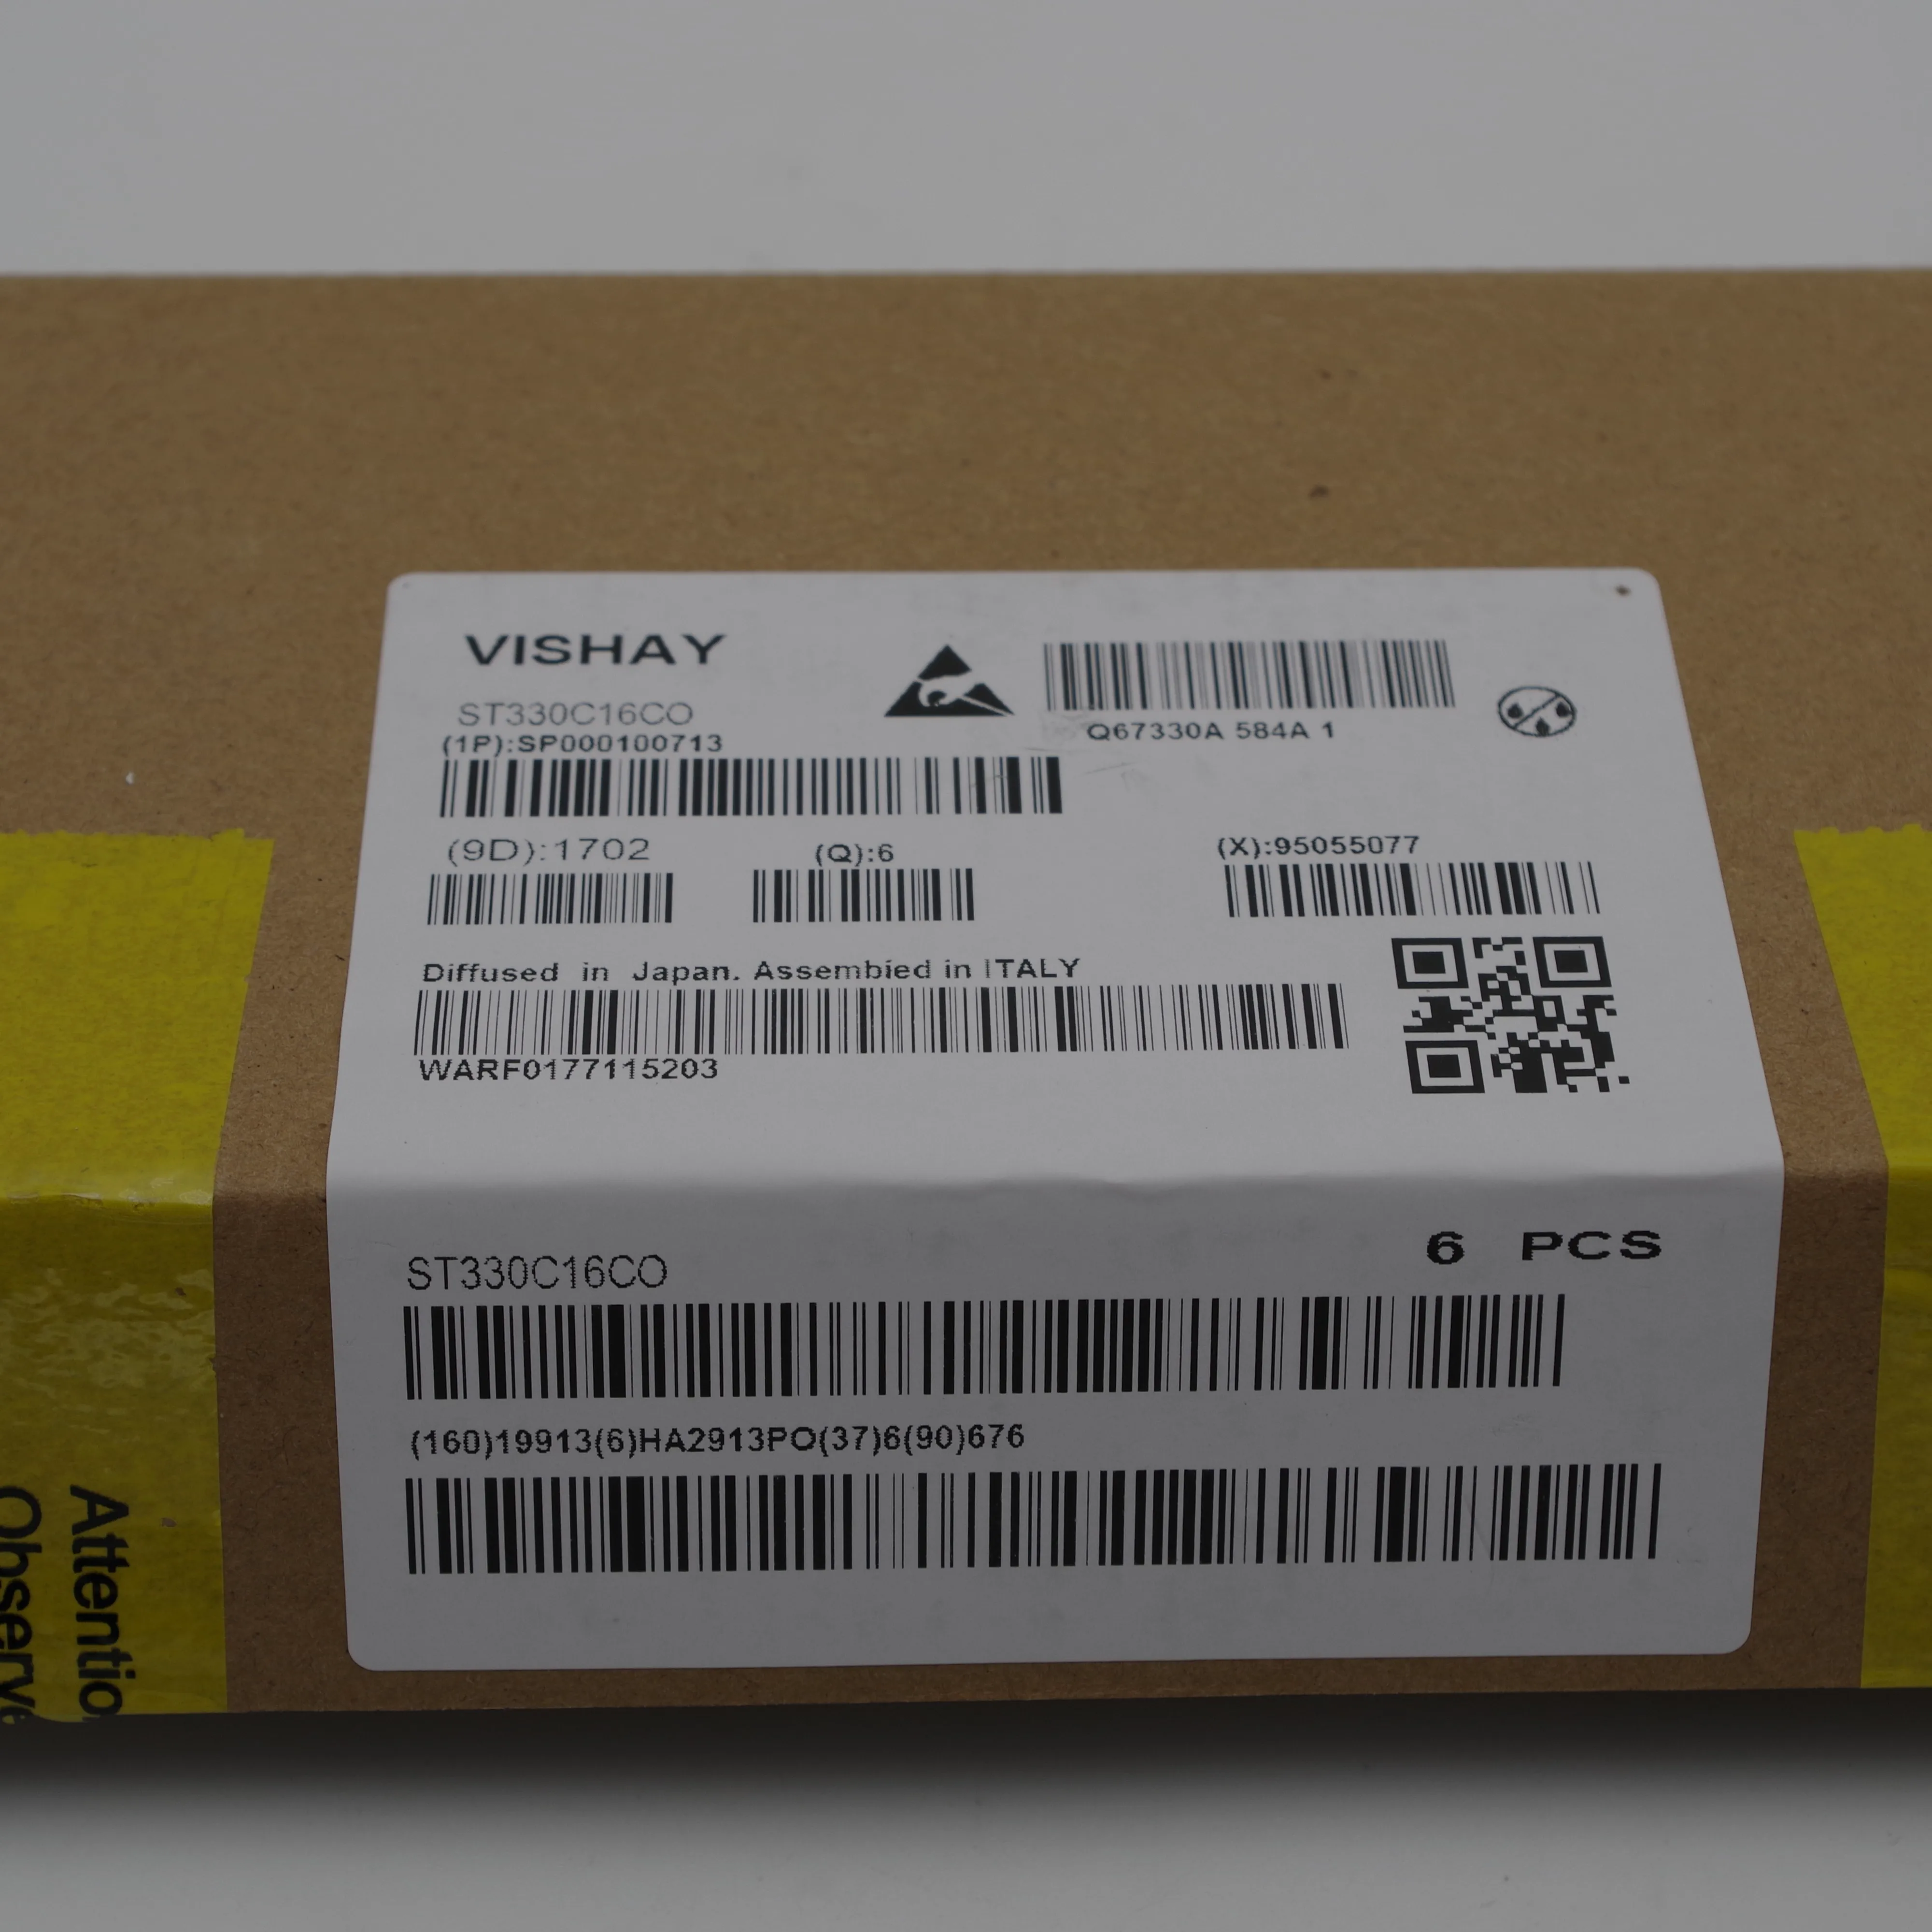 VISHAY
ST330C16CO
(1P):SP000100713
Q67330A 584A 1
(9D):1702
(Q):6
(X):95055077
Diffused in Japan. Assembied in ITALY
WARF0177115203
ST330C16CO
6 PCS
(160)19913(6)HA2913PO(37)6(90)676
Attentio
Observe